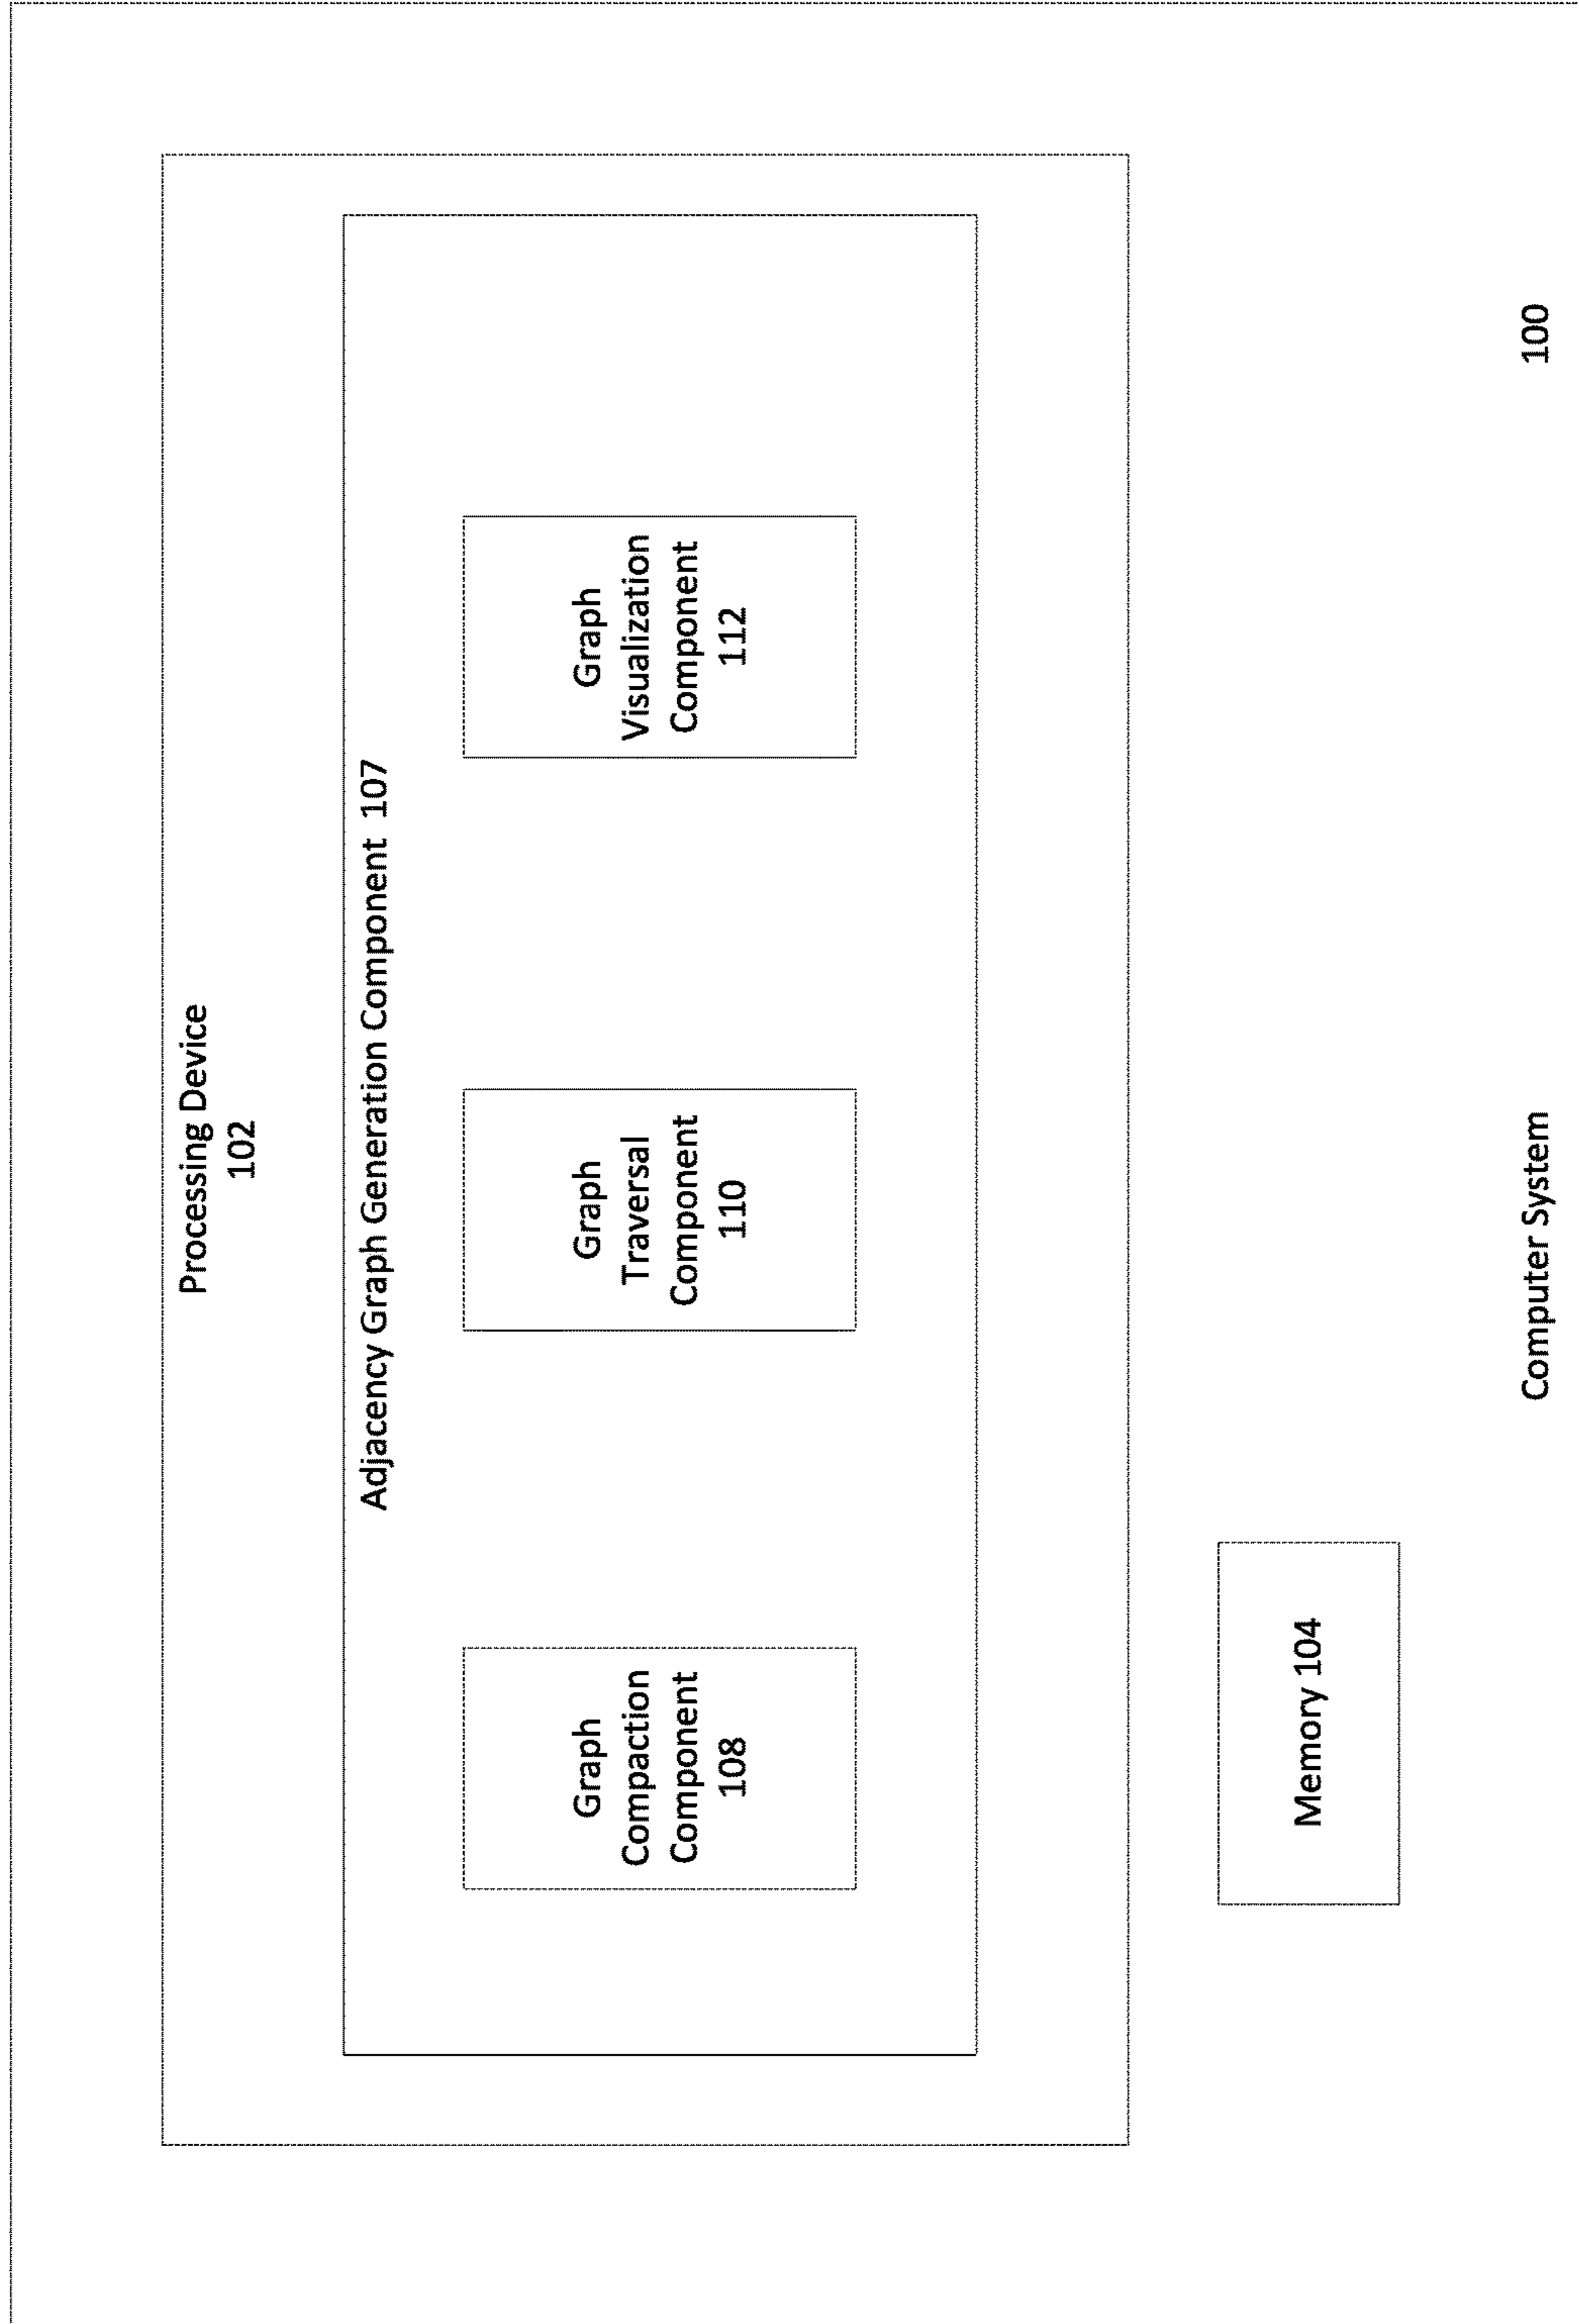 Processing Device
102
Adjacency Graph Generation Component 107
Graph
Compaction
Component
108
Graph
Traversal
Component
110
Graph
Visualization
Component
112
Memory 104
Computer System
100